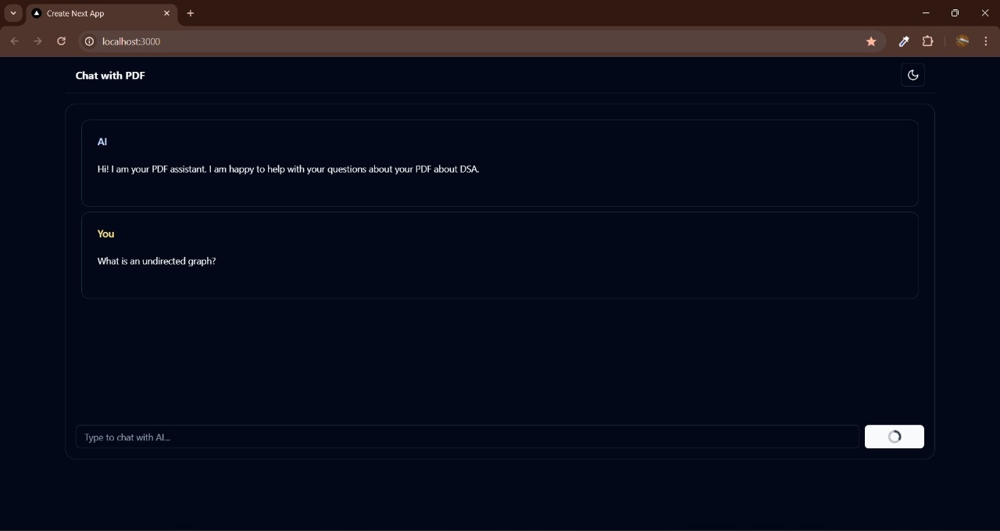 Create Next App
localhost:3000
Chat with PDF
AI
Hi! I am your PDF assistant. I am happy to help with your questions about your PDF about DSA.
You
What is an undirected graph?
Type to chat with AI...